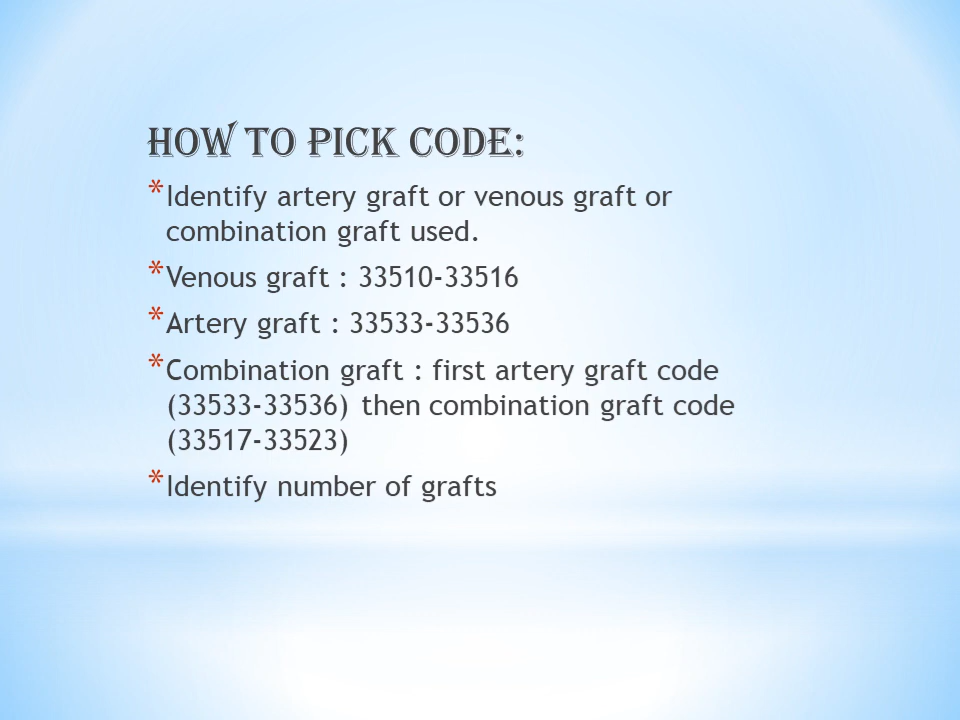 How to pick code:
* Identify artery graft or venous graft or
combination graft used.
* Venous graft : 33510-33516
* Artery graft : 33533-33536
* Combination graft : first artery graft code
(33533-33536) then combination graft code
(33517-33523)
* Identify number of grafts